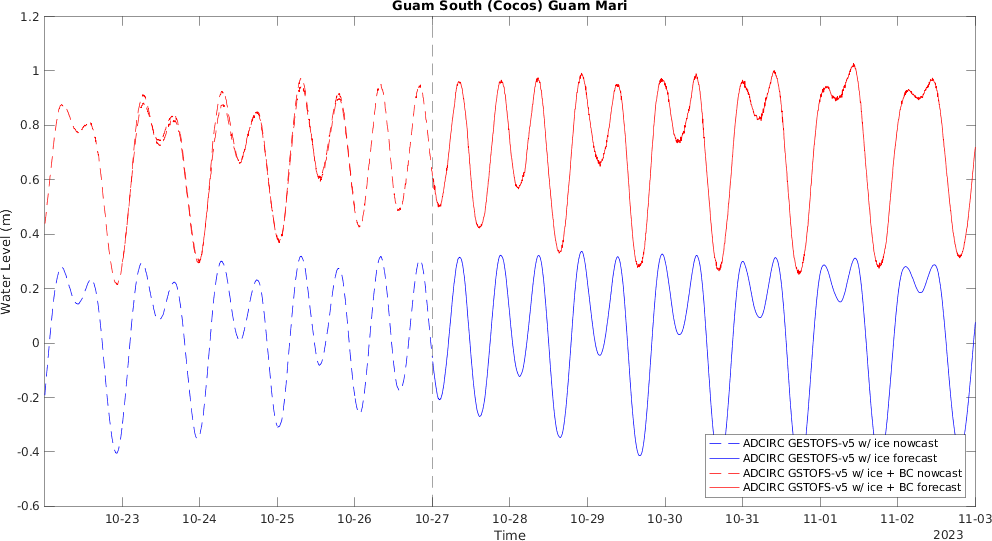 Guam South (Cocos) Guam Mari
Water Level (m)
1.2
1
0.8
0.6
0.4
0.2
0
-0.2
-0.4
-0.6
ADCIRC GESTOFS-v5 w/ ice nowcast
ADCIRC GESTOFS-v5 w/ ice forecast
ADCIRC GSTOFS-v5 w/ ice + BC nowcast
ADCIRC GSTOFS-v5 w/ ice + BC forecast
10-23 10-24 10-25 10-26 10-27 10-28 10-29 10-30 10-31 11-01 11-02 11-03
Time 2023